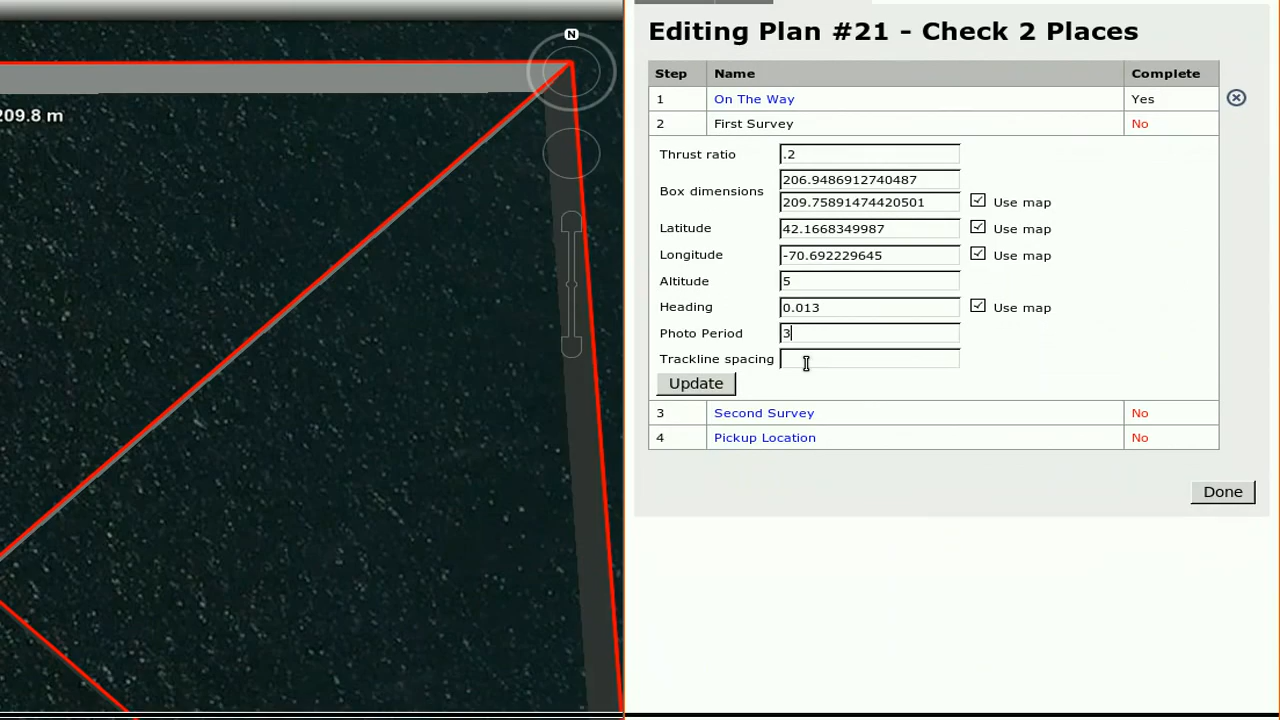 N
209.8 m
Editing Plan #21 - Check 2 Places
Step Name Complete
1 On The Way Yes
2 First Survey No
Thrust ratio .2
Box dimensions 206.9486912740487
209.75891474420501 Use map
Latitude 42.1668349987 Use map
Longitude -70.692229645 Use map
Altitude 5
Heading 0.013 Use map
Photo Period 3
Trackline spacing
Update
3 Second Survey No
4 Pickup Location No
Done